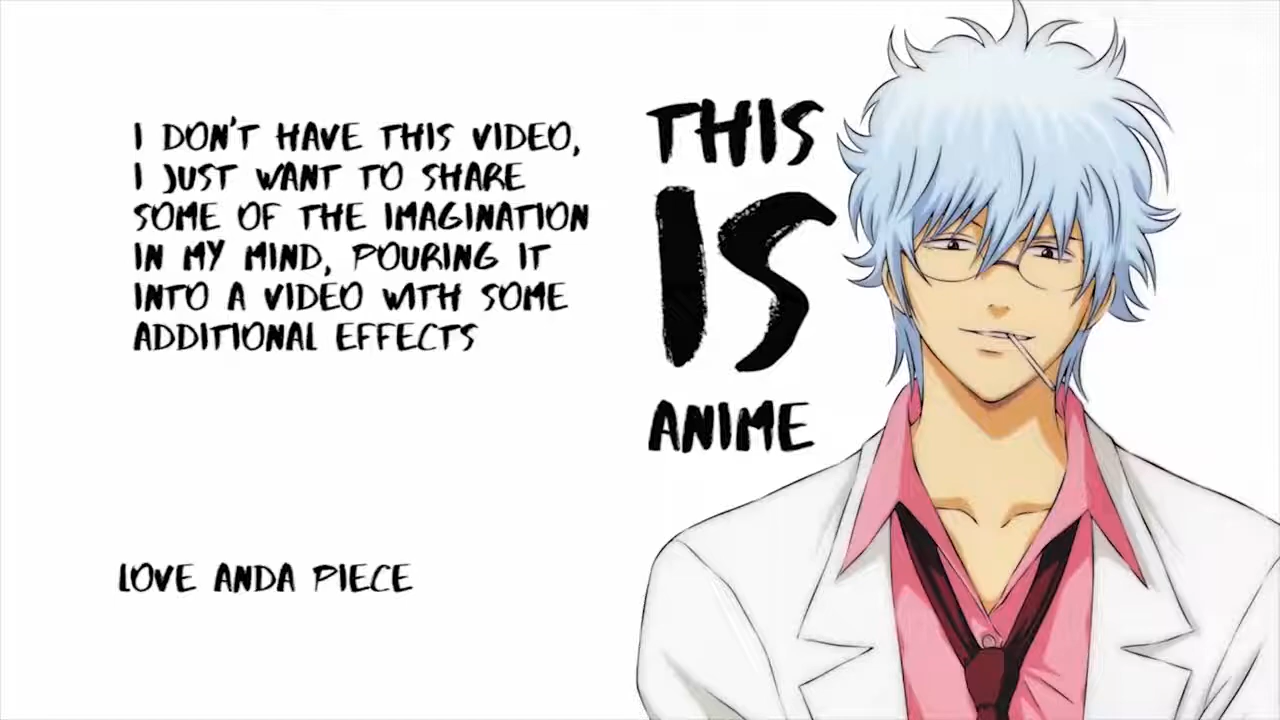 I DON'T HAVE THIS VIDEO,
I JUST WANT TO SHARE
SOME OF THE IMAGINATION
IN MY MIND, POURING IT
INTO A VIDEO WITH SOME
ADDITIONAL EFFECTS
LOVE ANDA PIECE
THIS
IS
ANIME